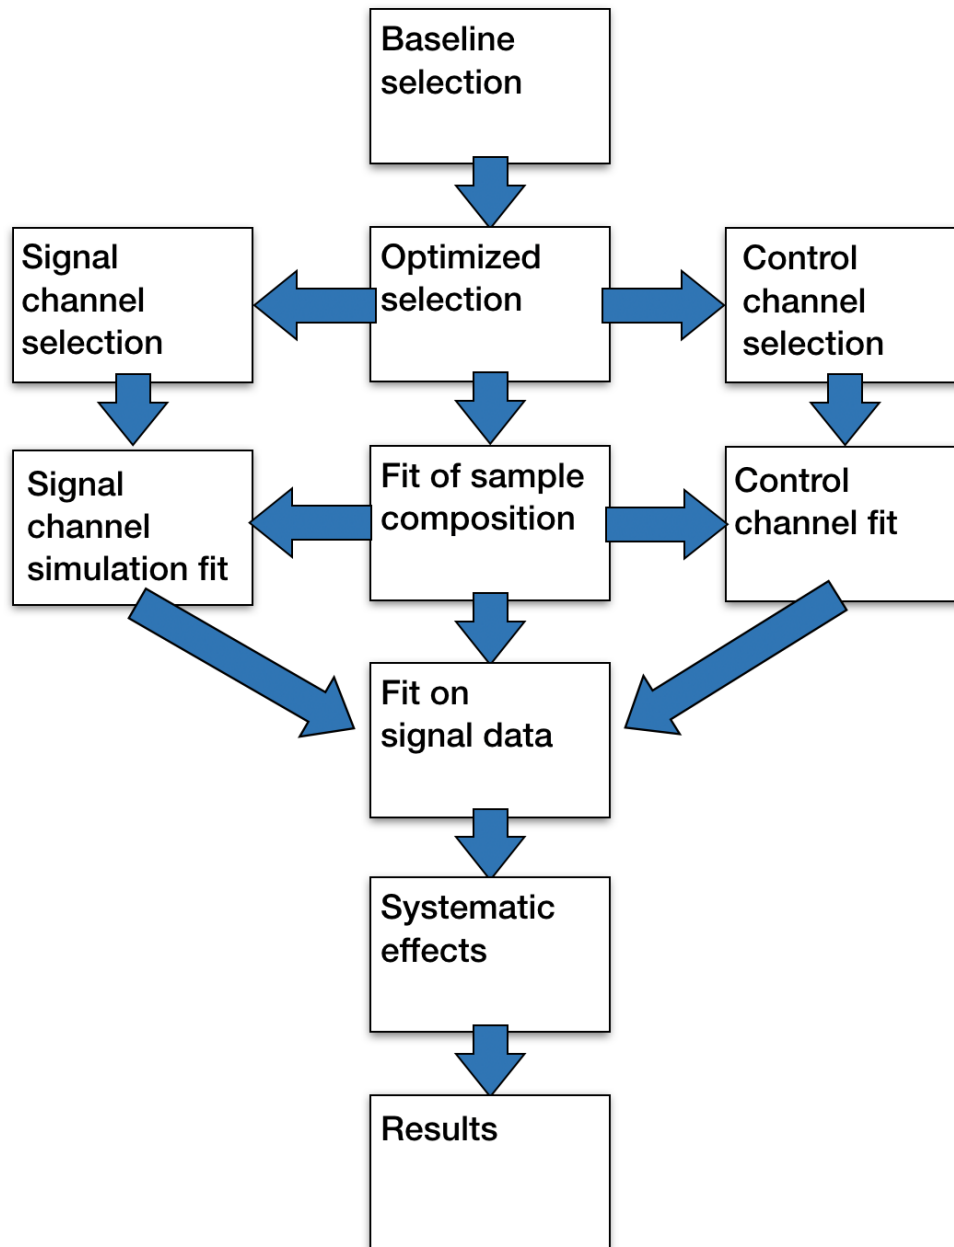 Baseline
selection
Signal
channel
selection
Optimized
selection
Control
channel
selection
Signal
channel
simulation fit
Fit of sample
composition
Control
channel fit
Fit on
signal data
Systematic
effects
Results